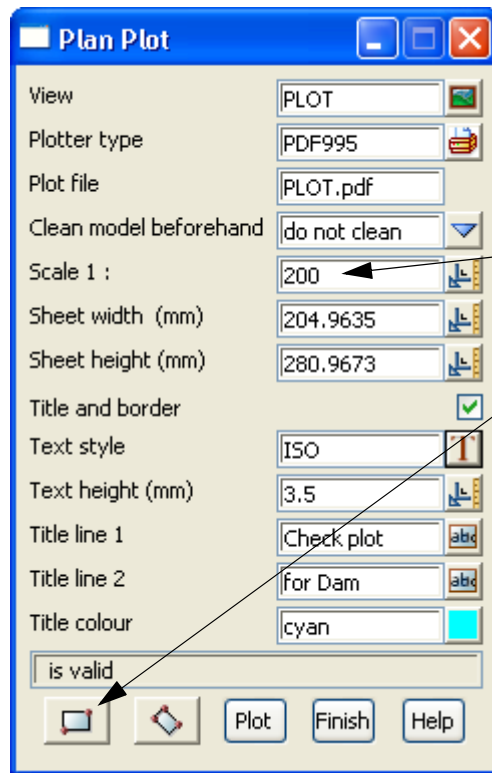 Plan Plot
View PLOT
Plotter type PDF995
Plot file PLOT.pdf
Clean model beforehand do not clean
Scale 1 : 200
Sheet width (mm) 204.9635
Sheet height (mm) 280.9673
Title and border
Text style ISO T
Text height (mm) 3.5
Title line 1 Check plot abc
Title line 2 for Dam abc
Title colour cyan
is valid
Plot Finish Help